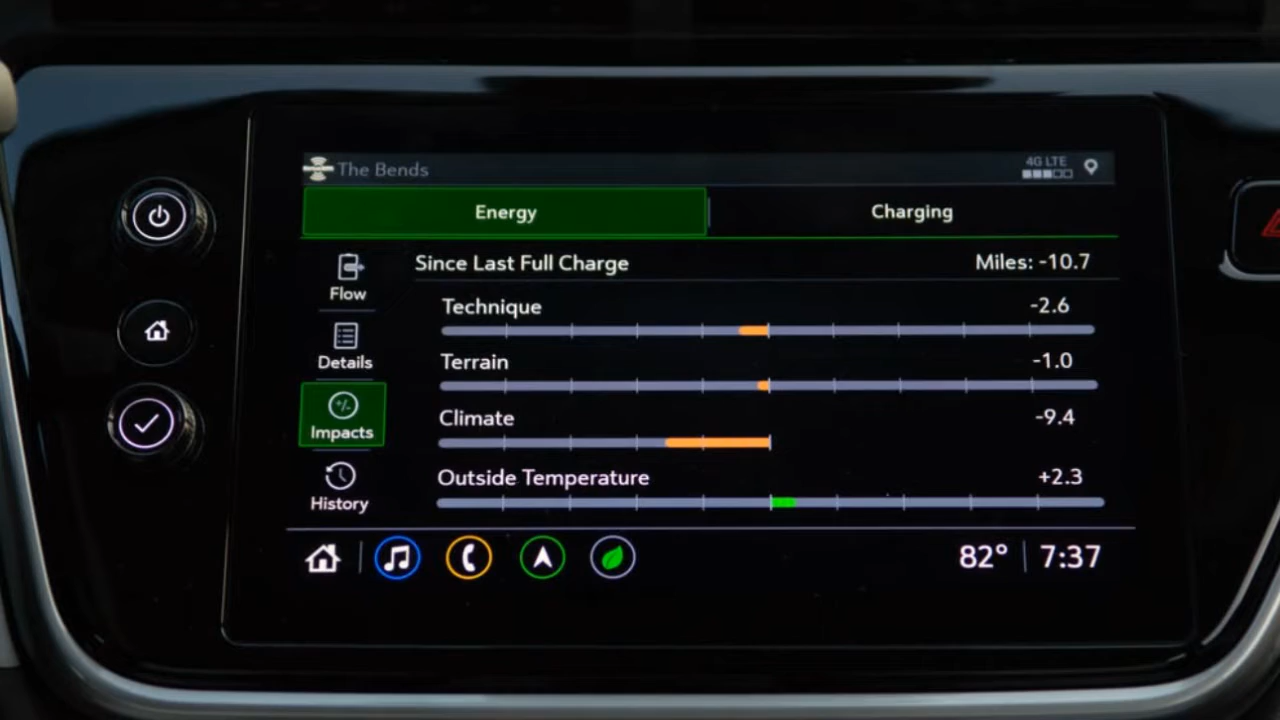 The Bends
4G LTE
Energy
Charging
Since Last Full Charge
Miles: -10.7
Flow
Technique
-2.6
Details
Terrain
-1.0
Impacts
+/-
Climate
-9.4
History
Outside Temperature
+2.3
82°
7:37